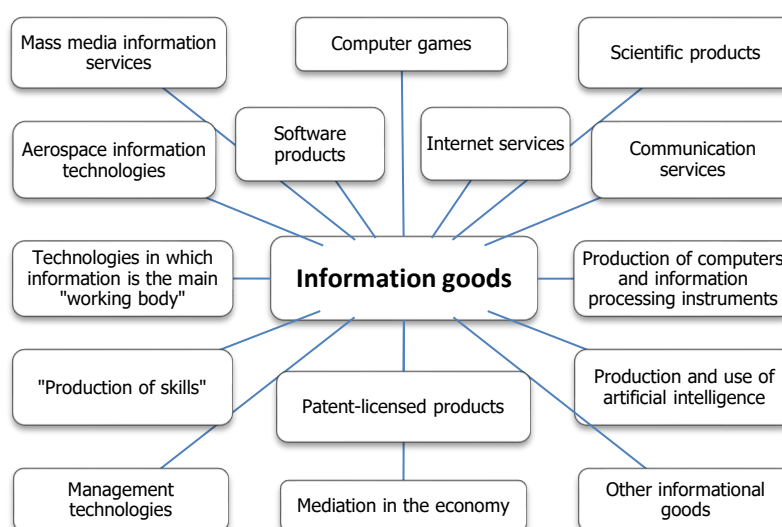 Mass media information
services
Computer games
Scientific products
Aerospace information
technologies
Software
products
Internet services
Communication
services
Technologies in which
information is the main
"working body"
Information goods
Production of computers
and information
processing instruments
"Production of skills"
Patent-licensed products
Production and use of
artificial intelligence
Management
technologies
Mediation in the economy
Other informational
goods